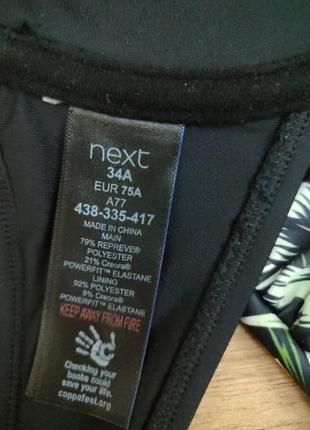 next
34A
EUR 75A
A77
438-335-417
MADE IN CHINA
MAIN
79% REPREVE®
POLYESTER
21% Creora®
POWERFIT™ ELASTANE
LINING
92% POLYESTER
8% Creora®
POWERFIT™ ELASTANE
KEEP AWAY FROM FIRE
Checking your
boobs could
save your life.
coppafeel.org